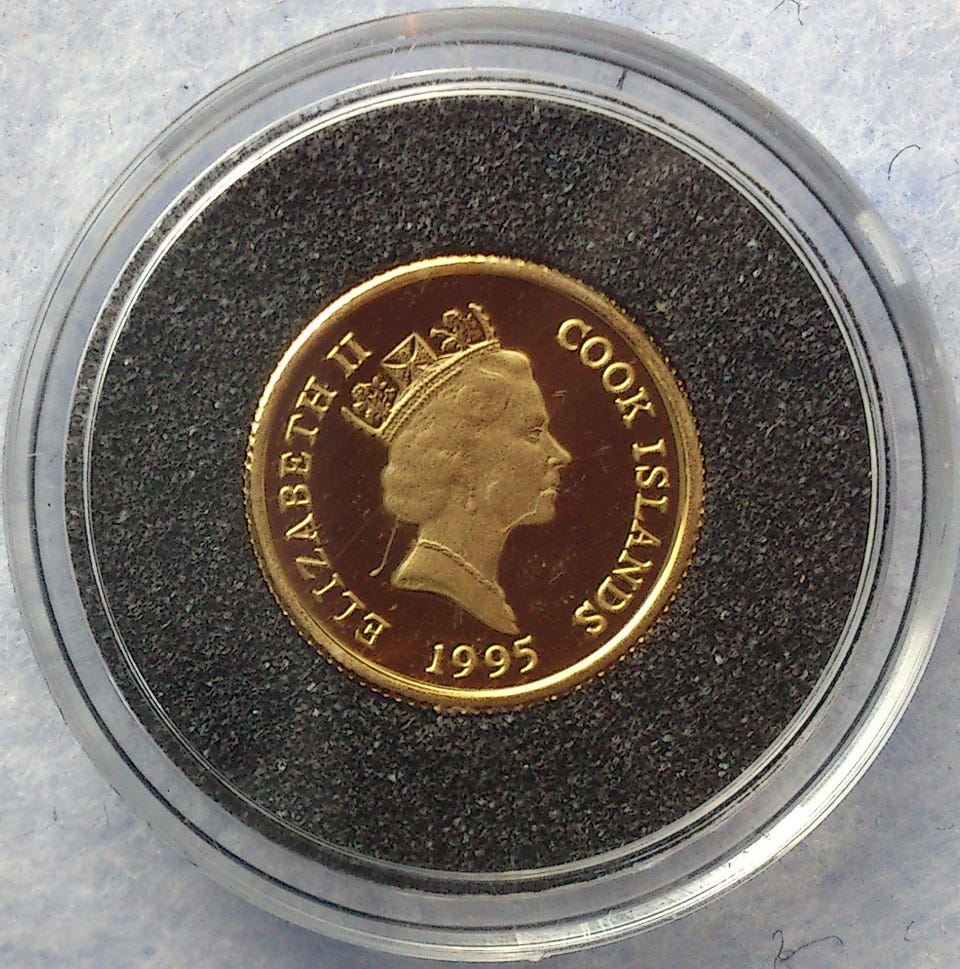 ELIZABETH II
COOK ISLANDS
1995